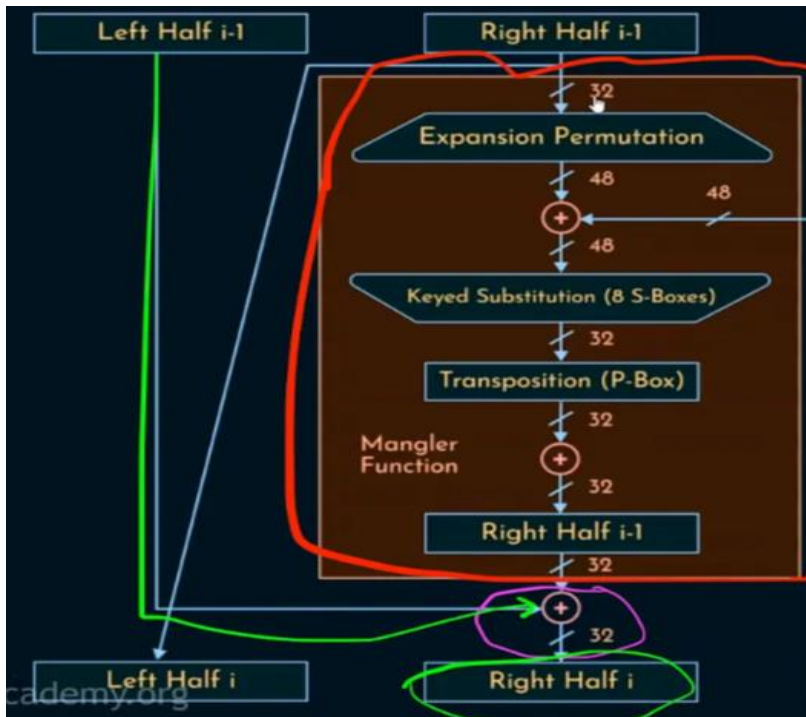 Left Half i-1
Right Half i-1
32
Expansion Permutation
48
48
48
Keyed Substitution (8 S-Boxes)
32
Transposition (P-Box)
32
Mangler
Function
32
Right Half i-1
32
32
Left Half i
Right Half i
cademy.org